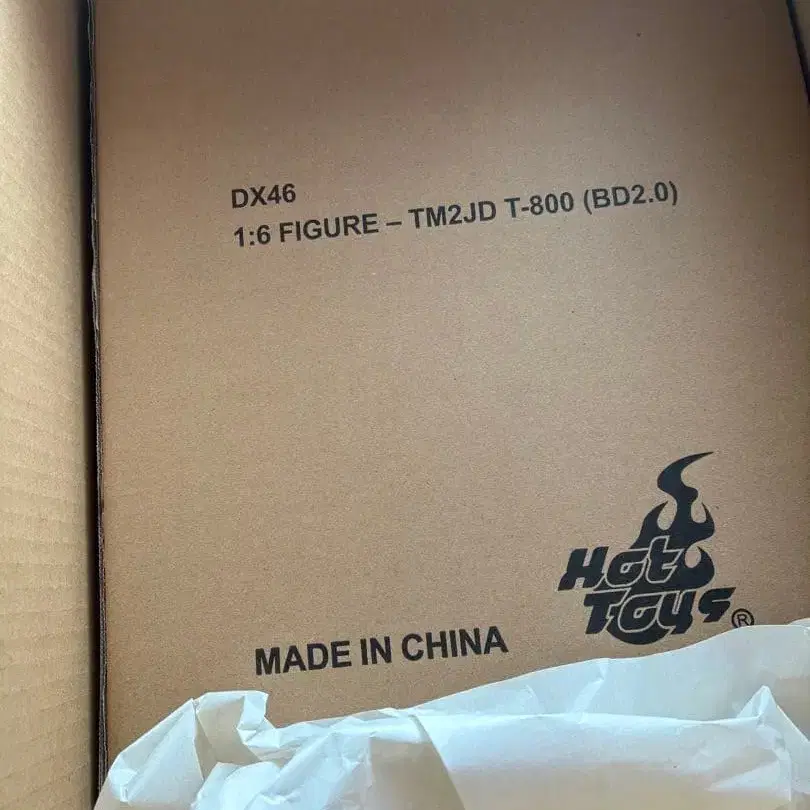 DX46
1:6 FIGURE – TM2JD T-800 (BD2.0)
Hot
Toys®
MADE IN CHINA